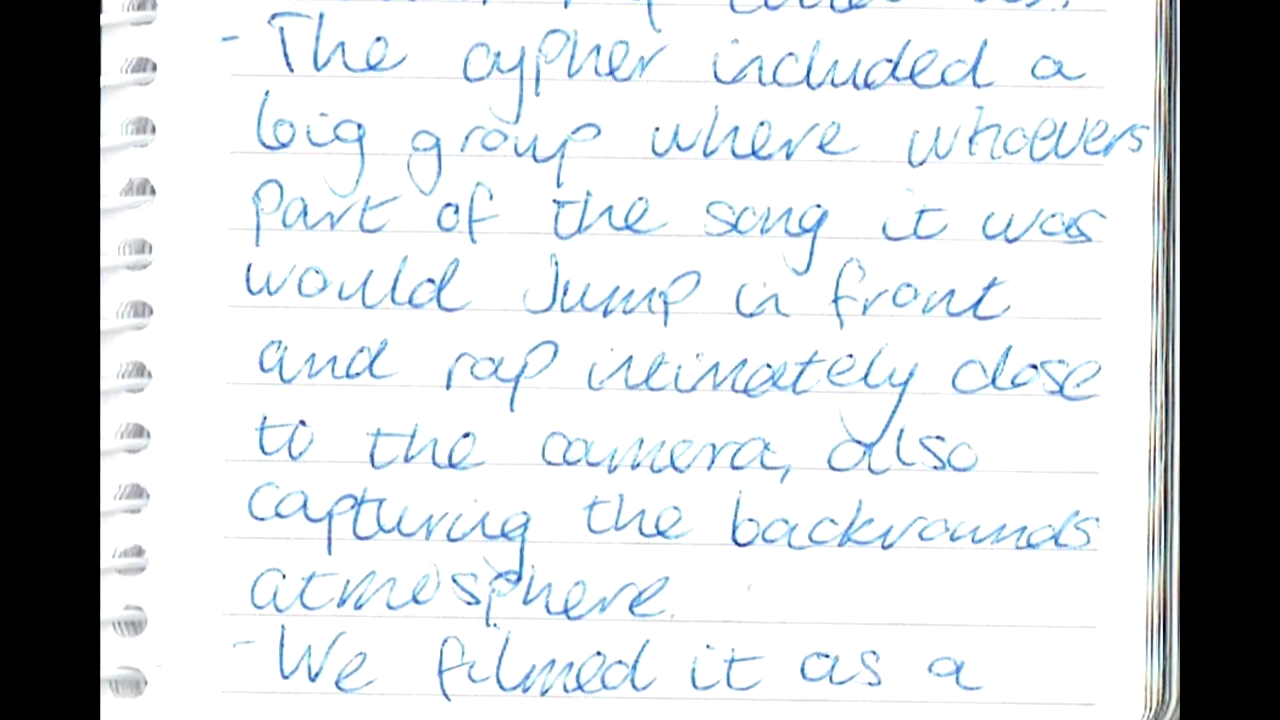 - The cypher included a
big group where whoevers
part of the song it was
would Jump in front
and rap intimately close
to the camera, also
capturing the backrounds
atmosphere.
- We filmed it as a